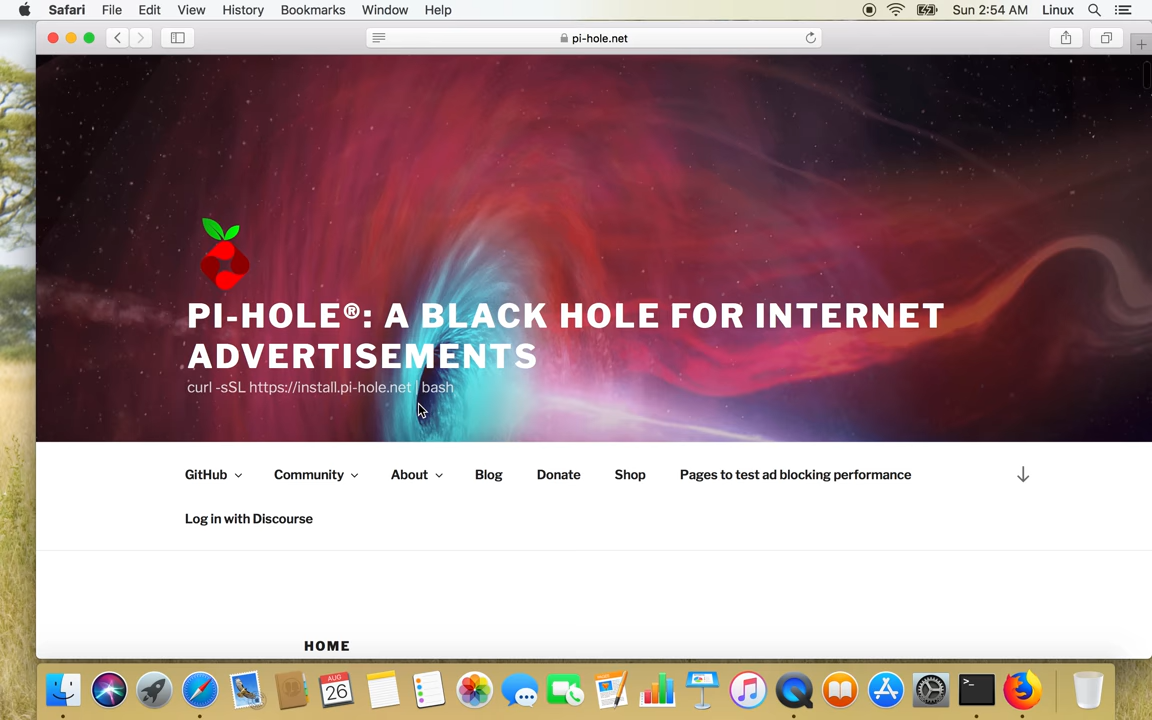 Safari File Edit View History Bookmarks Window Help Sun 2:54 AM Linux
pi-hole.net
PI-HOLE®: A BLACK HOLE FOR INTERNET
ADVERTISEMENTS
curl -sSL https://install.pi-hole.net | bash
GitHub Community About Blog Donate Shop Pages to test ad blocking performance
Log in with Discourse
HOME
AUG
26
>_